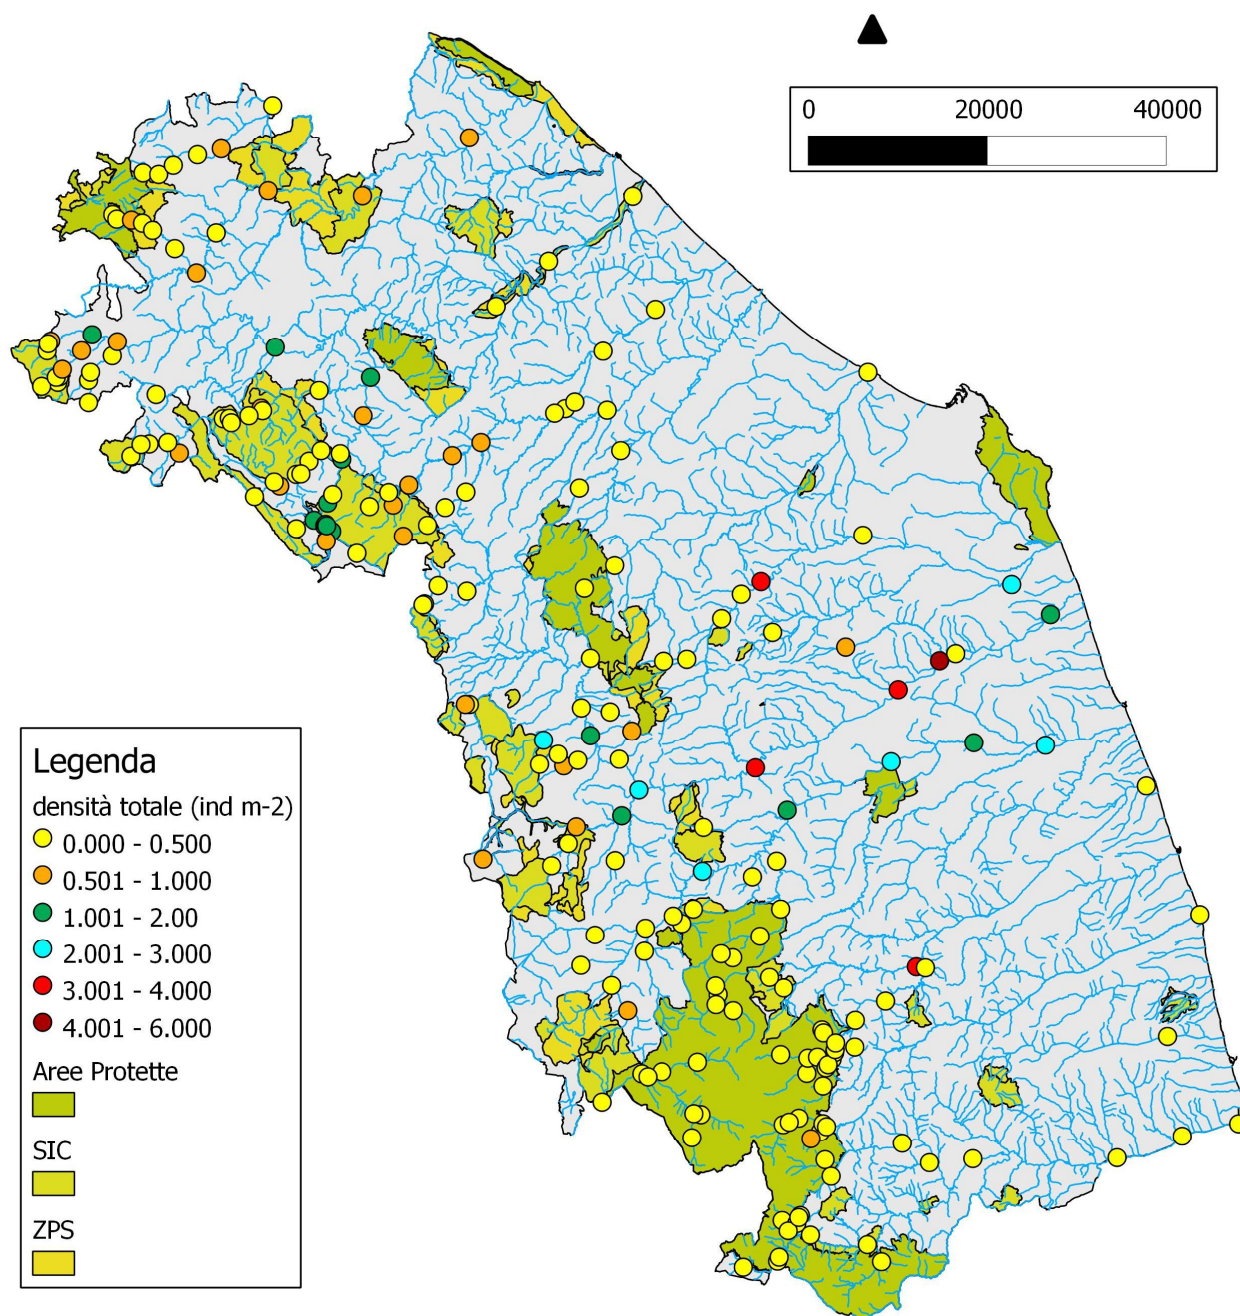 0 20000 40000
Legenda
densità totale (ind m-2)
0.000 - 0.500
0.501 - 1.000
1.001 - 2.00
2.001 - 3.000
3.001 - 4.000
4.001 - 6.000
Aree Protette
SIC
ZPS